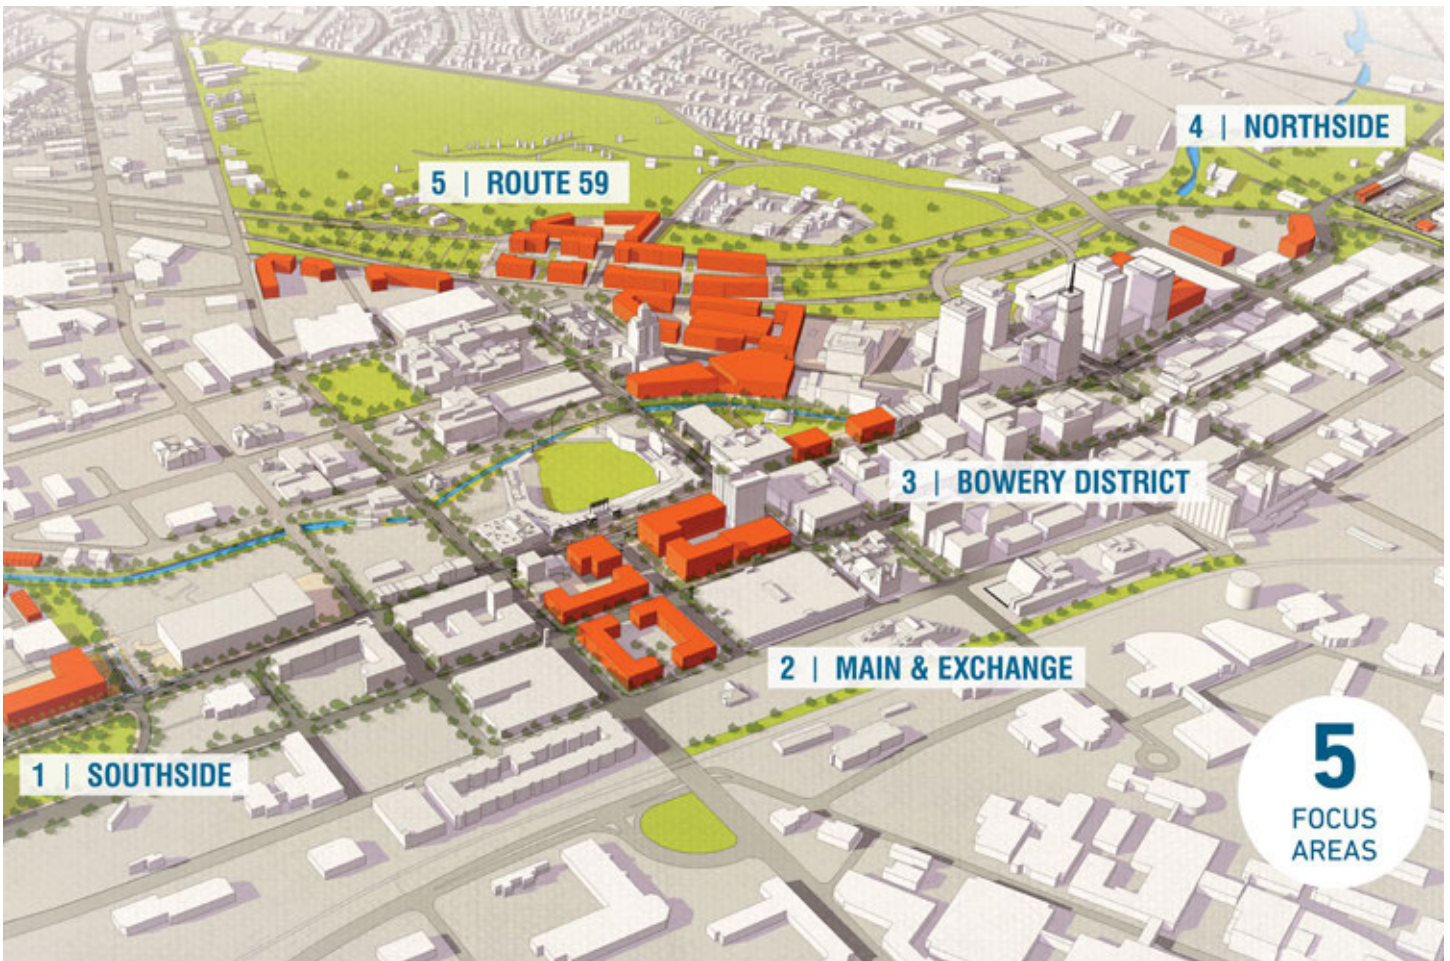 4 | NORTHSIDE
5 | ROUTE 59
3 | BOWERY DISTRICT
2 | MAIN & EXCHANGE
1 | SOUTHSIDE
5
FOCUS
AREAS